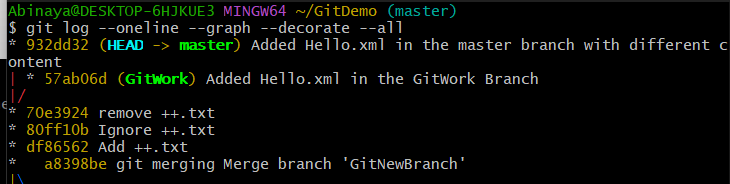 Abinaya@DESKTOP-6HJKUE3 MINGW64 ~/GitDemo (master)
$ git log --oneline --graph --decorate --all
* 932dd32 (HEAD -> master) Added Hello.xml in the master branch with different c
ontent
| * 57ab06d (GitWork) Added Hello.xml in the GitWork Branch
|/
* 70e3924 remove ++.txt
* 80ff10b Ignore ++.txt
* df86562 Add ++.txt
*   a8398be git merging Merge branch 'GitNewBranch'
|\